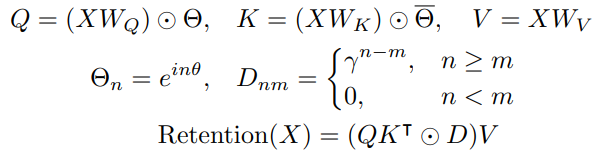 Q = (XW_Q) ⊙ Θ, K = (XW_K) ⊙ Θ̅, V = XW_V
Θ_n = e^{inθ}, D_{nm} = { γ^{n−m}, n ≥ m
0, n < m
Retention(X) = (QK^⊺ ⊙ D)V